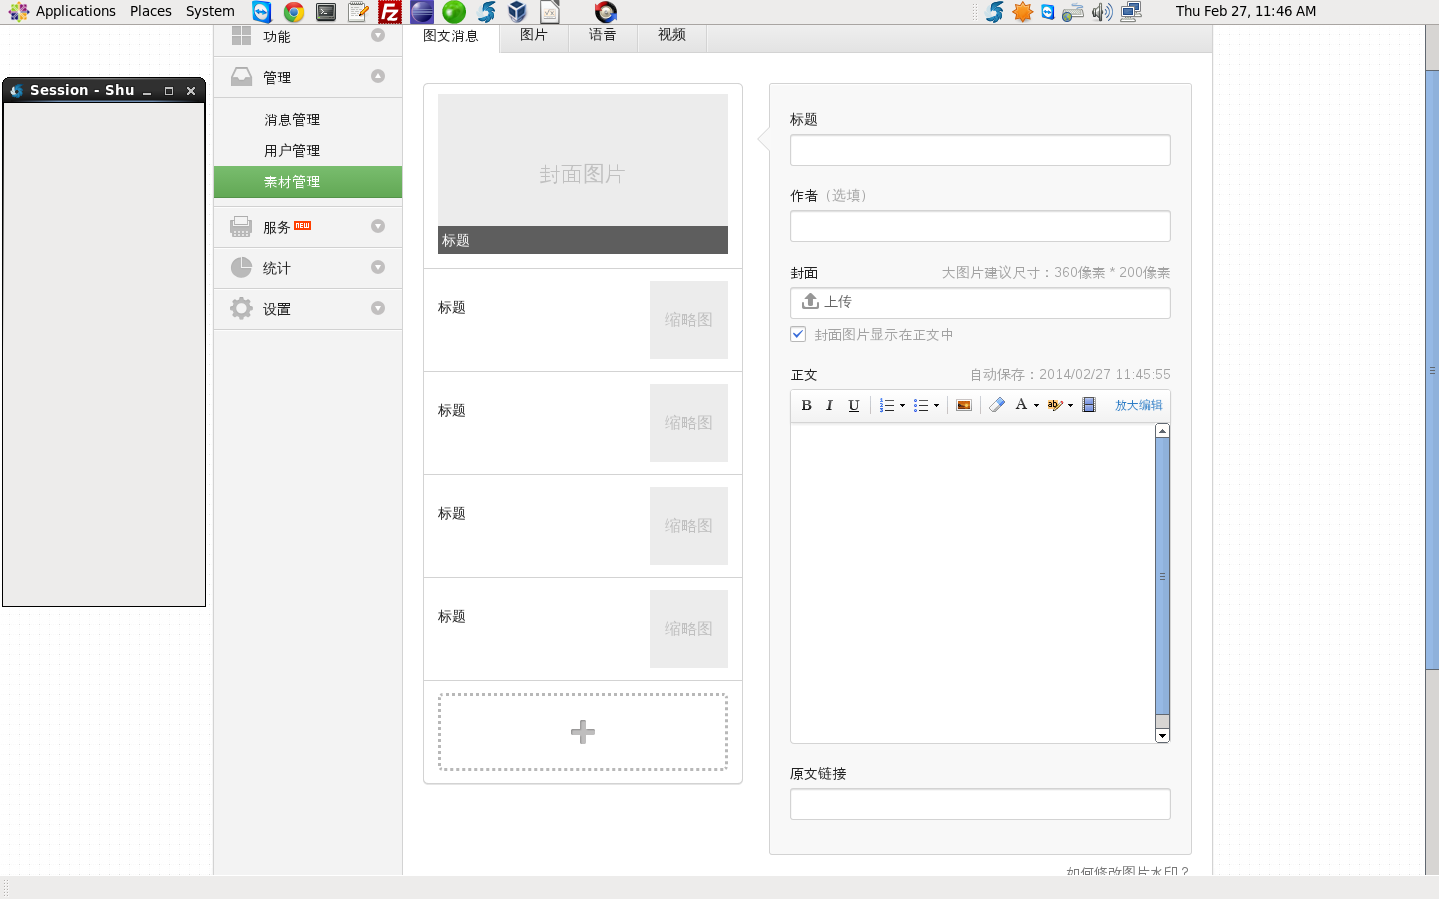 Applications Places System
Thu Feb 27, 11:46 AM
Session - Shu
功能
管理
消息管理
用户管理
素材管理
服务 NEW
统计
设置
图文消息 图片 语音 视频
封面图片
标题
标题
缩略图
标题
缩略图
标题
缩略图
标题
缩略图
标题
作者（选填）
封面 大图片建议尺寸：360像素 * 200像素
上传
封面图片显示在正文中
正文 自动保存：2014/02/27 11:45:55
B I U A ab 放大编辑
原文链接
如何修改图片水印？